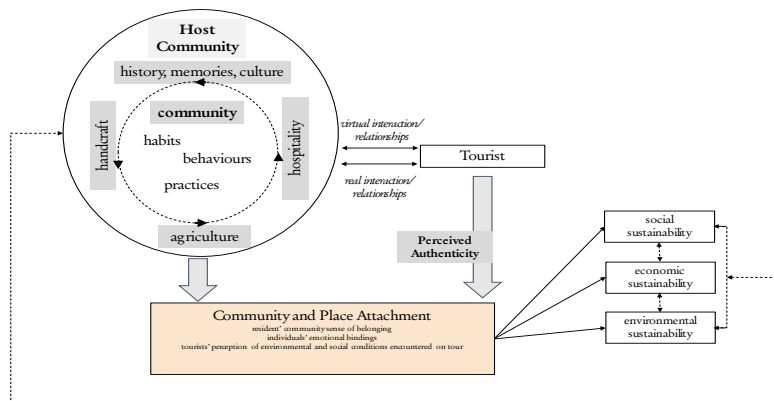 Host
Community
history, memories, culture
community
handcraft
habits
behaviours
practices
hospitality
agriculture
virtual interaction/
relationships
real interaction/
relationships
Tourist
Perceived
Authenticity
Community and Place Attachment
resident' community sense of belonging
individuals' emotional bindings
tourists' perception of environmental and social conditions encountered on tour
social
sustainability
economic
sustainability
environmental
sustainability